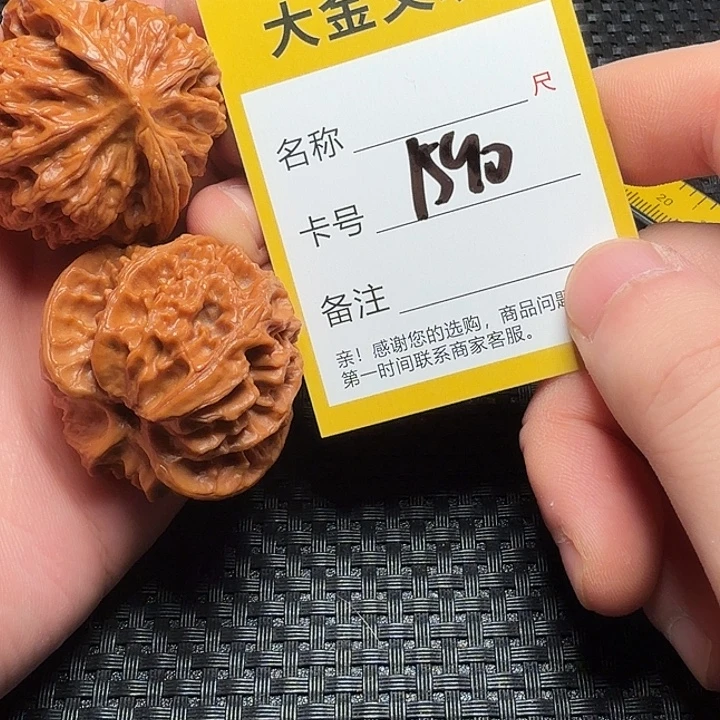 大金文
尺
名称
卡号 1590
备注
亲！感谢您的选购，商品问题
第一时间联系商家客服。
20